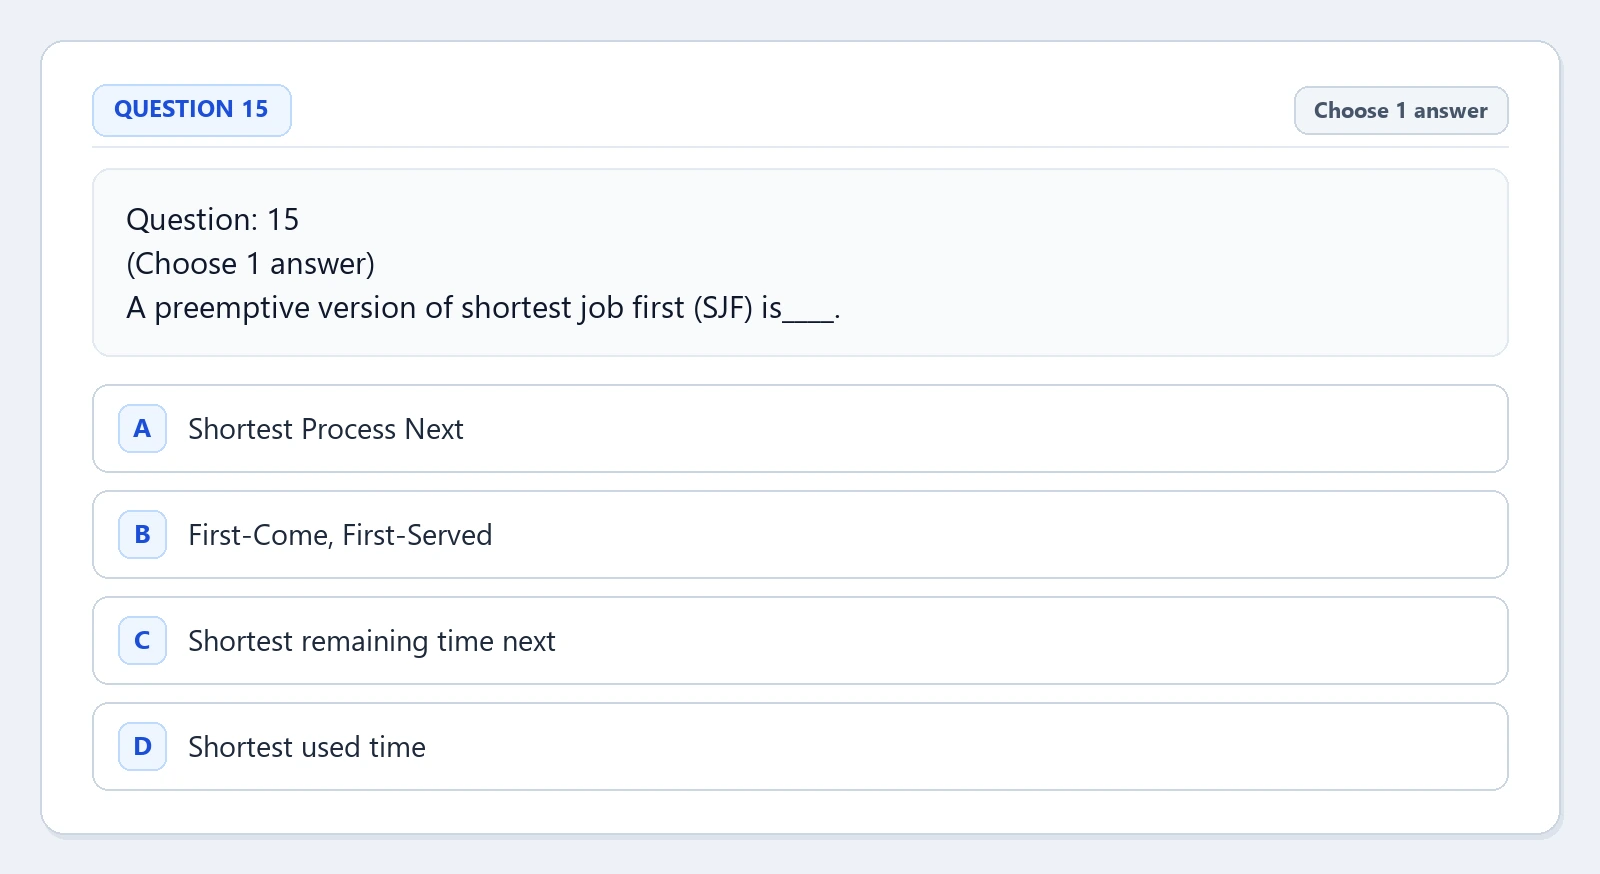 QUESTION 15
Choose 1 answer
Question: 15
(Choose 1 answer)
A preemptive version of shortest job first (SJF) is____.
A Shortest Process Next
B First-Come, First-Served
C Shortest remaining time next
D Shortest used time